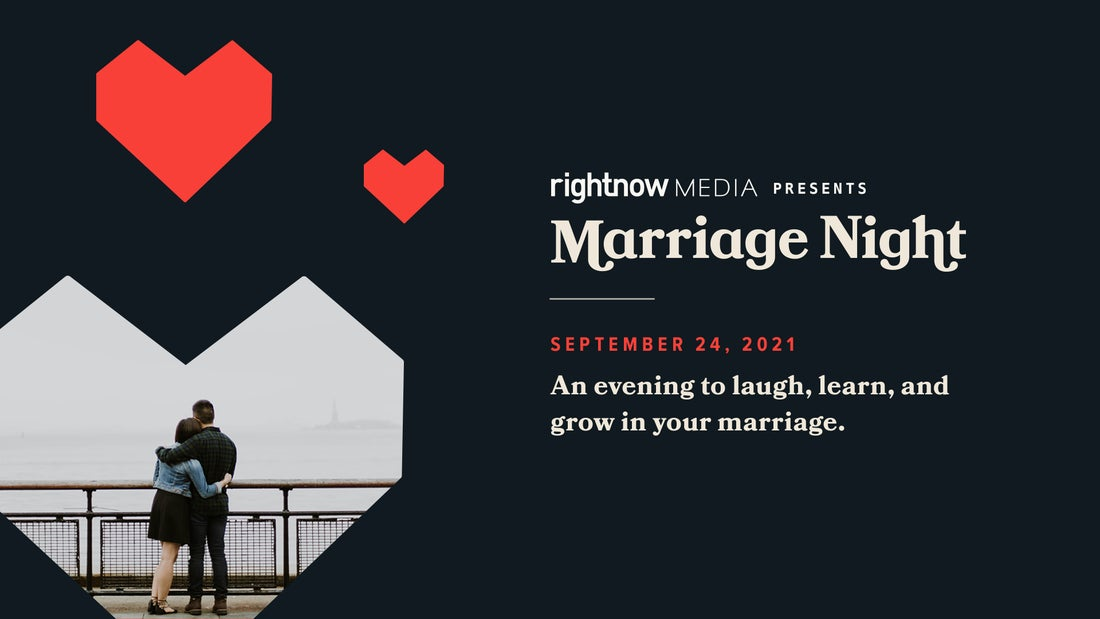 rightnow MEDIA PRESENTS
Marriage Night
SEPTEMBER 24, 2021
An evening to laugh, learn, and
grow in your marriage.